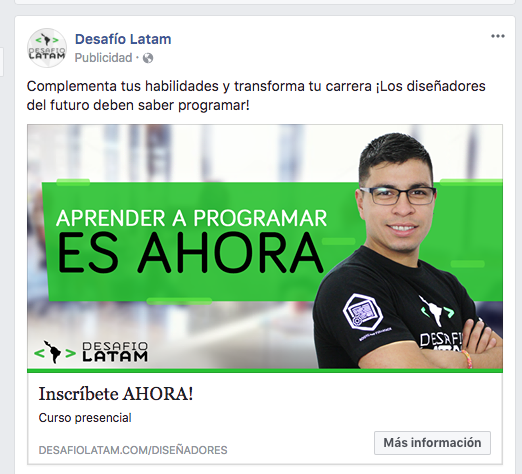 DESAFÍO
LATAM
Desafío Latam
Publicidad ·
Complementa tus habilidades y transforma tu carrera ¡Los diseñadores
del futuro deben saber programar!
APRENDER A PROGRAMAR
ES AHORA
DESAFIO
LATAM
DESAFIO
LATAM
Inscríbete AHORA!
Curso presencial
DESAFIOLATAM.COM/DISEÑADORES
Más información